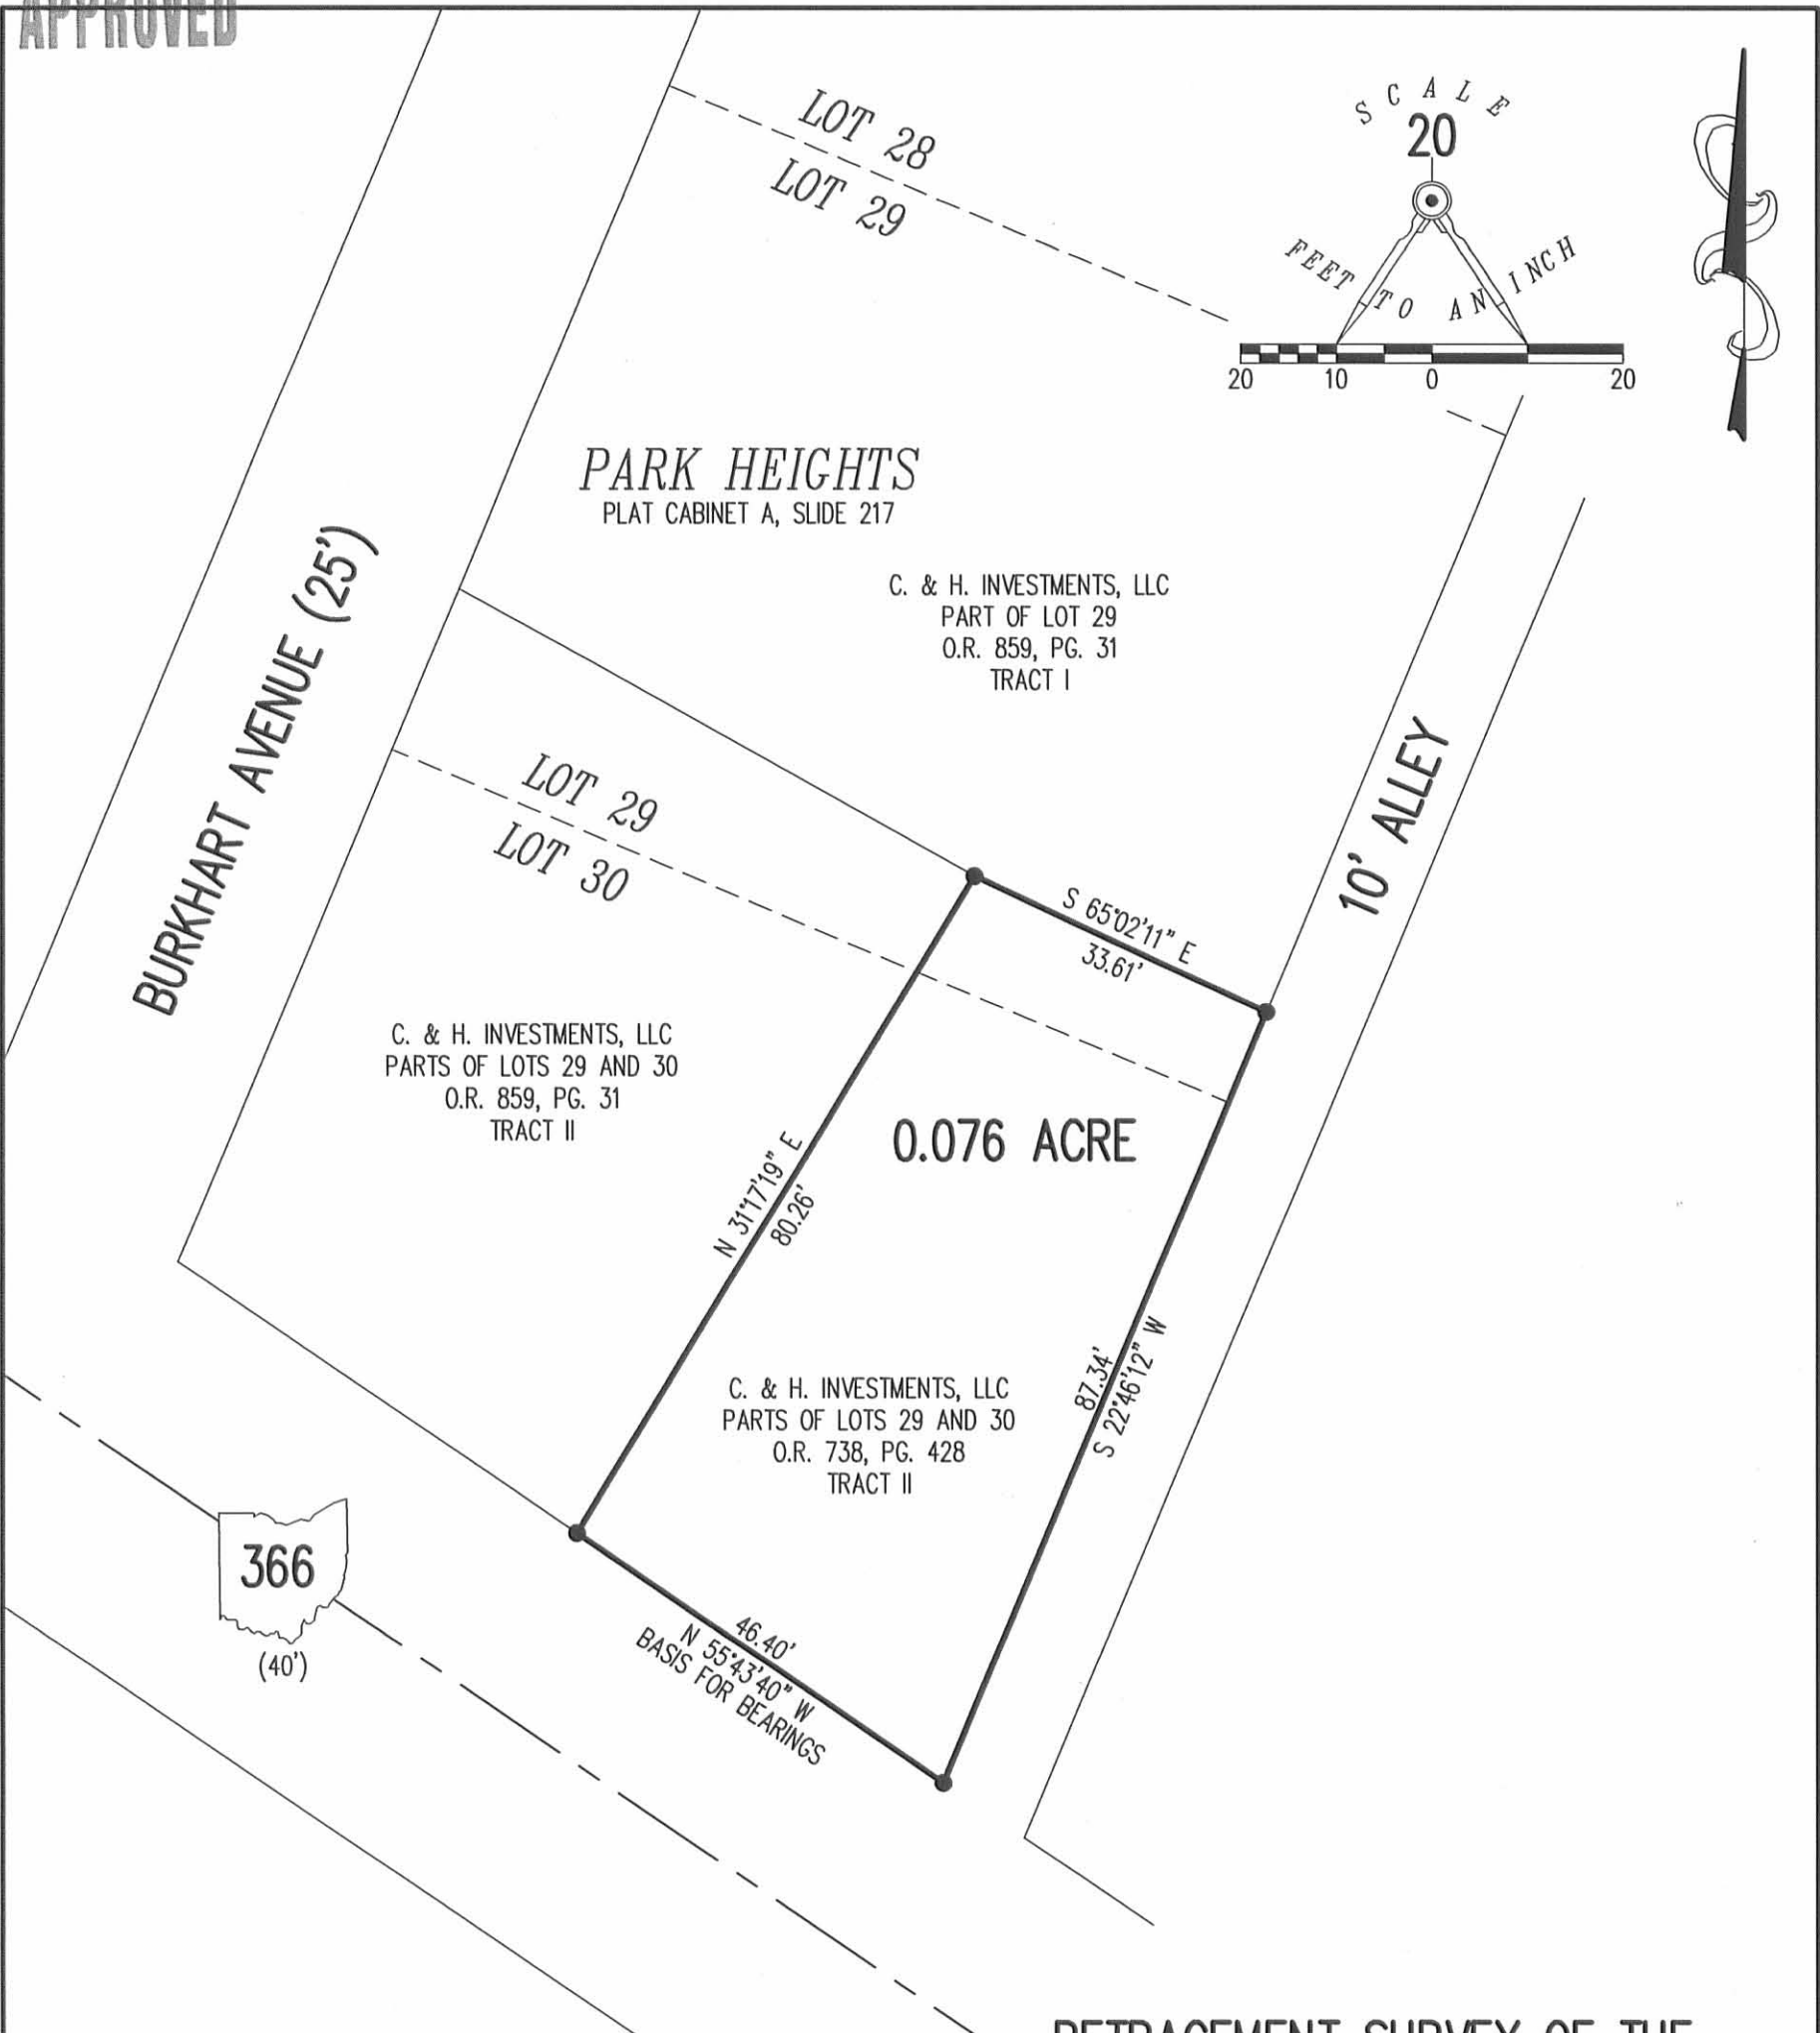 APPROVED
SCALE
20
FEET TO AN INCH
20 10 0 20
LOT 28
LOT 29
PARK HEIGHTS
PLAT CABINET A, SLIDE 217
C. & H. INVESTMENTS, LLC
PART OF LOT 29
O.R. 859, PG. 31
TRACT I
BURKHART AVENUE (25')
10' ALLEY
LOT 29
LOT 30
S 65°02'11" E
33.61'
C. & H. INVESTMENTS, LLC
PARTS OF LOTS 29 AND 30
O.R. 859, PG. 31
TRACT II
0.076 ACRE
N 31°17'19" E
80.26'
87.34'
S 22°46'12" W
C. & H. INVESTMENTS, LLC
PARTS OF LOTS 29 AND 30
O.R. 738, PG. 428
TRACT II
366
(40')
46.40'
N 55°43'40" W
BASIS FOR BEARINGS
RETRACEMENT SURVEY OF THE